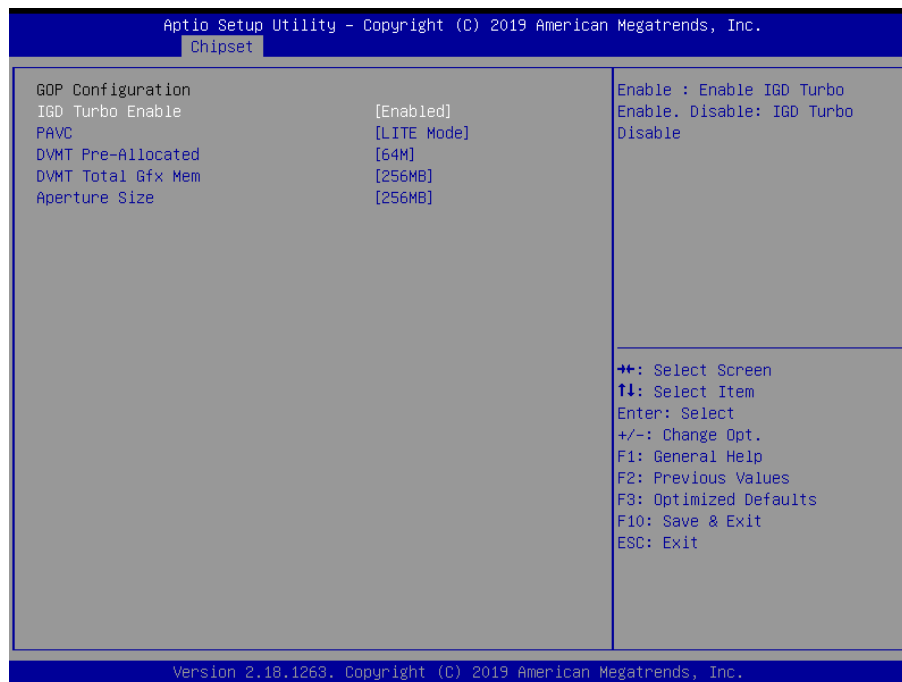 Aptio Setup Utility – Copyright (C) 2019 American Megatrends, Inc.
Chipset
GOP Configuration
IGD Turbo Enable [Enabled]
PAVC [LITE Mode]
DVMT Pre-Allocated [64M]
DVMT Total Gfx Mem [256MB]
Aperture Size [256MB]
Enable : Enable IGD Turbo
Enable. Disable: IGD Turbo
Disable
→←: Select Screen
↑↓: Select Item
Enter: Select
+/-: Change Opt.
F1: General Help
F2: Previous Values
F3: Optimized Defaults
F10: Save & Exit
ESC: Exit
Version 2.18.1263. Copyright (C) 2019 American Megatrends, Inc.